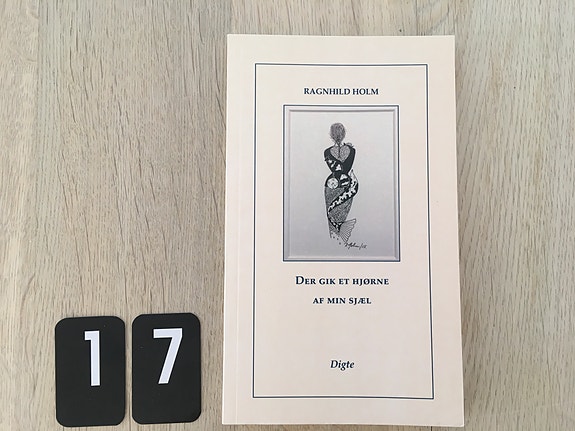 RAGNHILD HOLM
DER GIK ET HJØRNE
AF MIN SJÆL
Digte
17